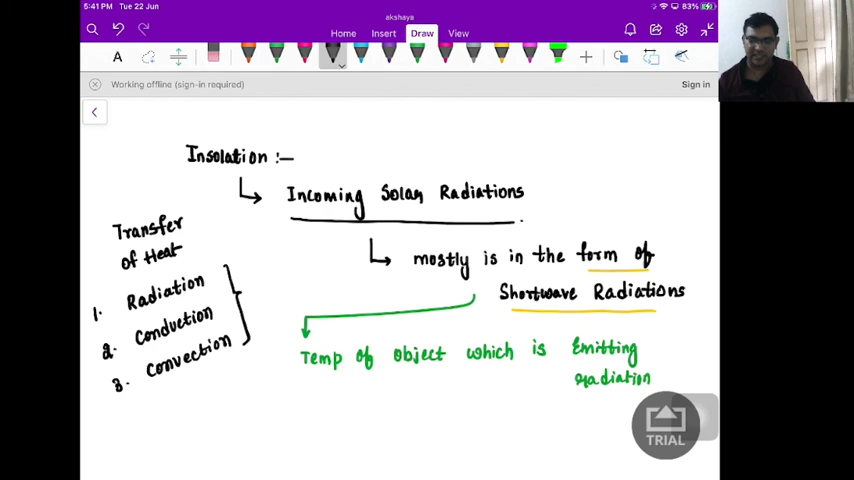 5:41 PM Tue 22 Jun
83%
akshaya
Home Insert Draw View
Working offline (sign-in required)
Sign in
Insolation :-
Incoming Solar Radiations
mostly is in the form of
Shortwave Radiations
Transfer
of Heat
1. Radiation
2. Conduction
3. Convection
Temp of object which is Emitting
radiation
TRIAL